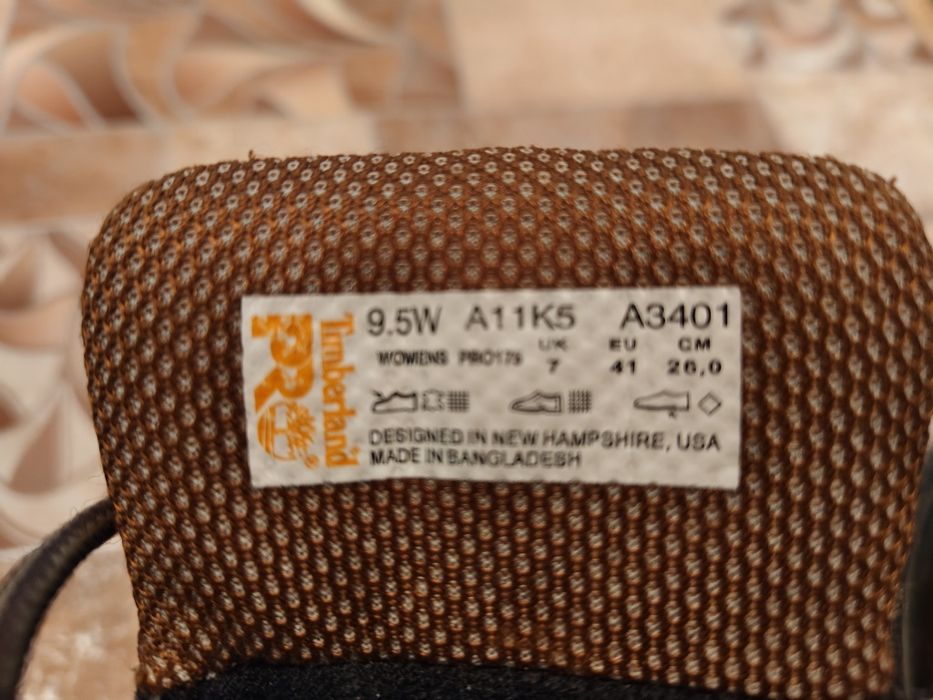 Timberland
PRO®
9.5W A11K5 A3401
UK EU CM
WOMENS PRO179 7 41 26,0
DESIGNED IN NEW HAMPSHIRE, USA
MADE IN BANGLADESH